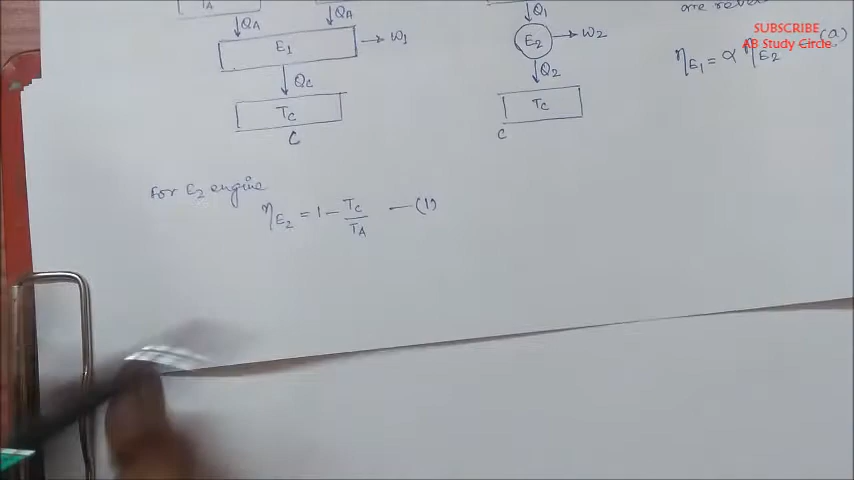 TA
QA QA Q1
E1 W1 E2 W2
QC Q2
TC TC
C C
are
SUBSCRIBE
AB Study Circle
ηE1 = α ηE2 — (a)
For E2 engine
ηE2 = 1 - TC/TA — (1)